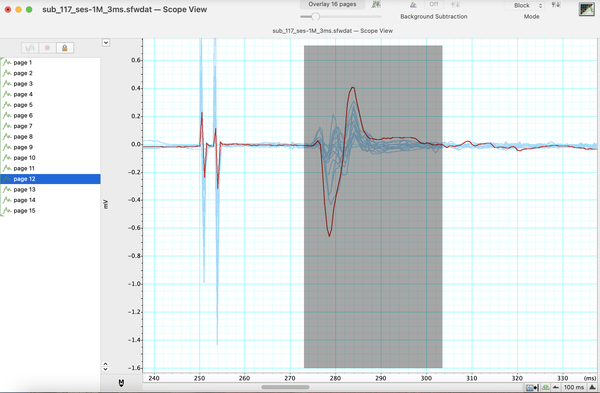 sub_117_ses-1M_3ms.sfwdat — Scope View
Overlay 16 pages
Off
Background Subtraction
Block
Mode
sub_117_ses-1M_3ms.sfwdat — Scope View
page 1
page 2
page 3
page 4
page 5
page 6
page 7
page 8
page 9
page 10
page 11
page 12
page 13
page 14
page 15
mV
0.6
0.4
0.2
0.0
-0.2
-0.4
-0.6
-0.8
-1.0
-1.2
-1.4
-1.6
240
250
260
270
280
290
300
310
320
330
(ms)
100 ms